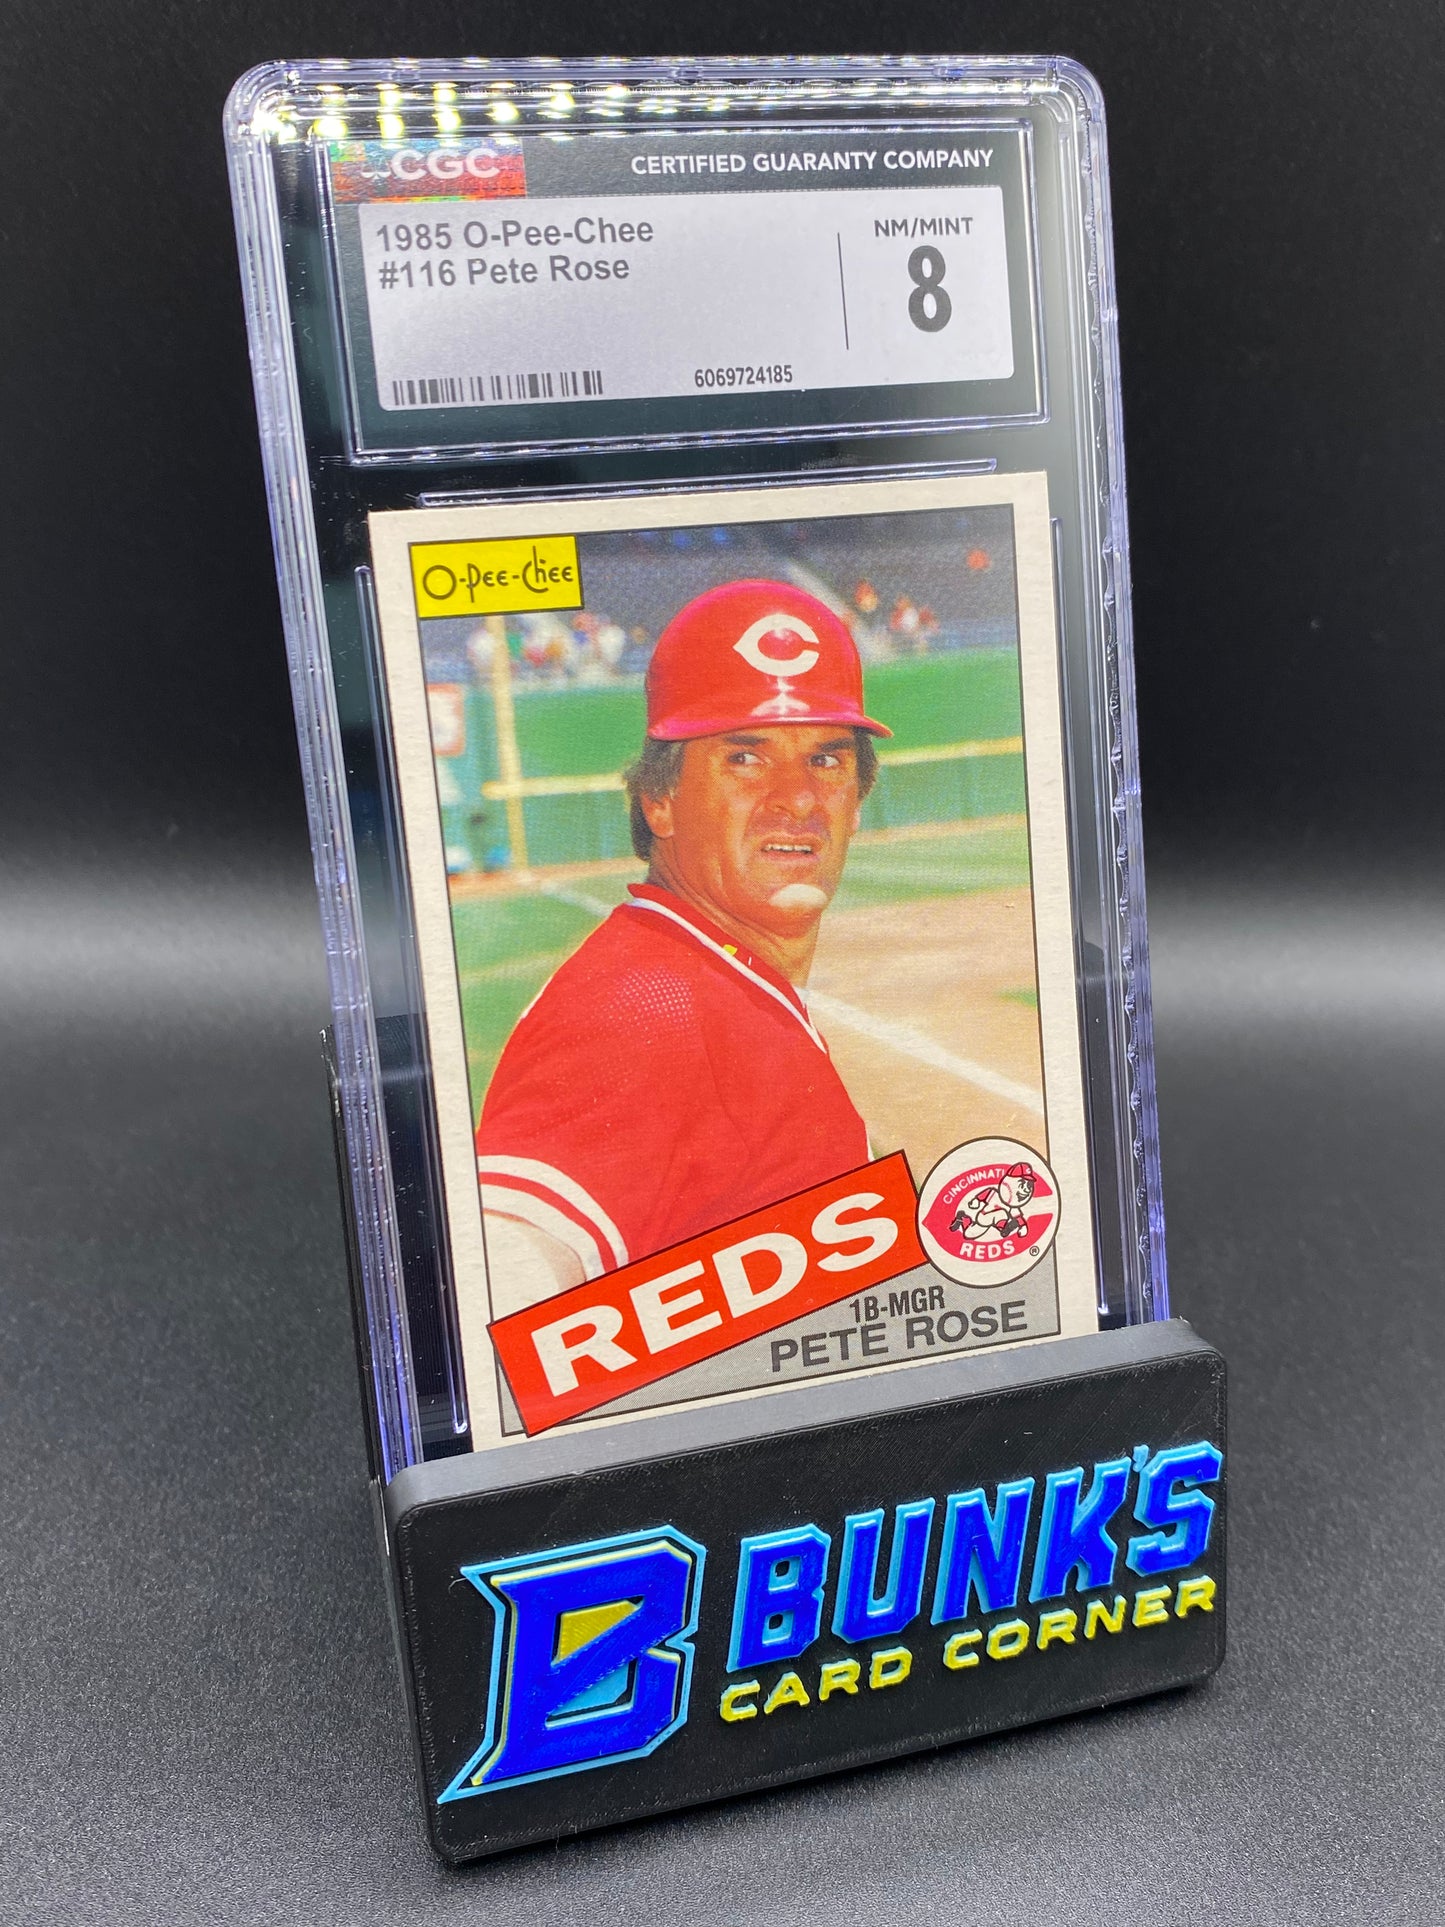 CGC
CERTIFIED GUARANTY COMPANY
1985 O-Pee-Chee
#116 Pete Rose
NM/MINT
8
6069724185
O-Pee-Chee
C
CINCINNATI
REDS
®
REDS
1B-MGR
PETE ROSE
B
BUNK'S
CARD CORNER